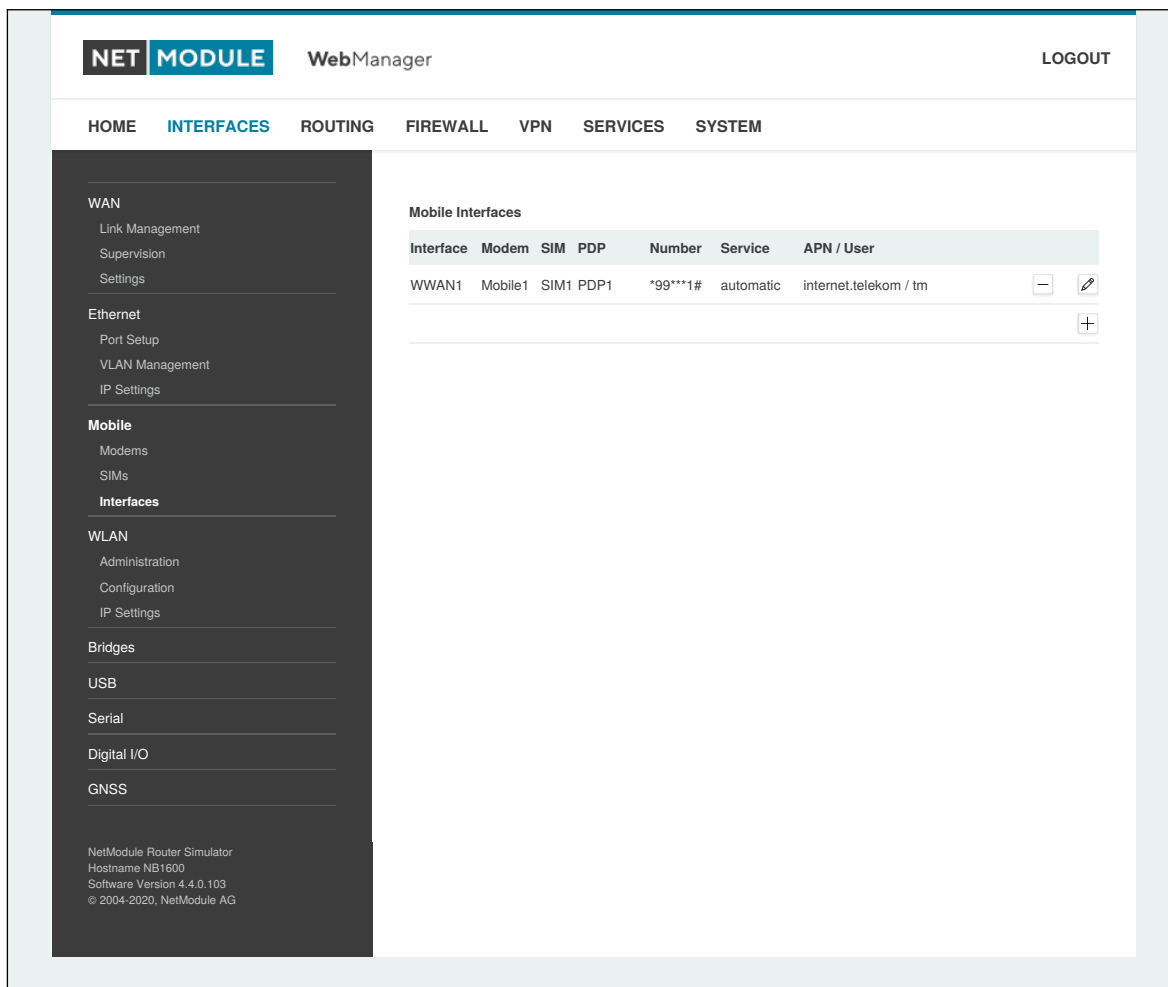 NET MODULE WebManager LOGOUT
HOME INTERFACES ROUTING FIREWALL VPN SERVICES SYSTEM
WAN
Link Management
Supervision
Settings
Ethernet
Port Setup
VLAN Management
IP Settings
Mobile
Modems
SIMs
Interfaces
WLAN
Administration
Configuration
IP Settings
Bridges
USB
Serial
Digital I/O
GNSS
NetModule Router Simulator
Hostname NB1600
Software Version 4.4.0.103
© 2004-2020, NetModule AG
Mobile Interfaces
Interface Modem SIM PDP Number Service APN / User
WWAN1 Mobile1 SIM1 PDP1 *99***1# automatic internet.telekom / tm